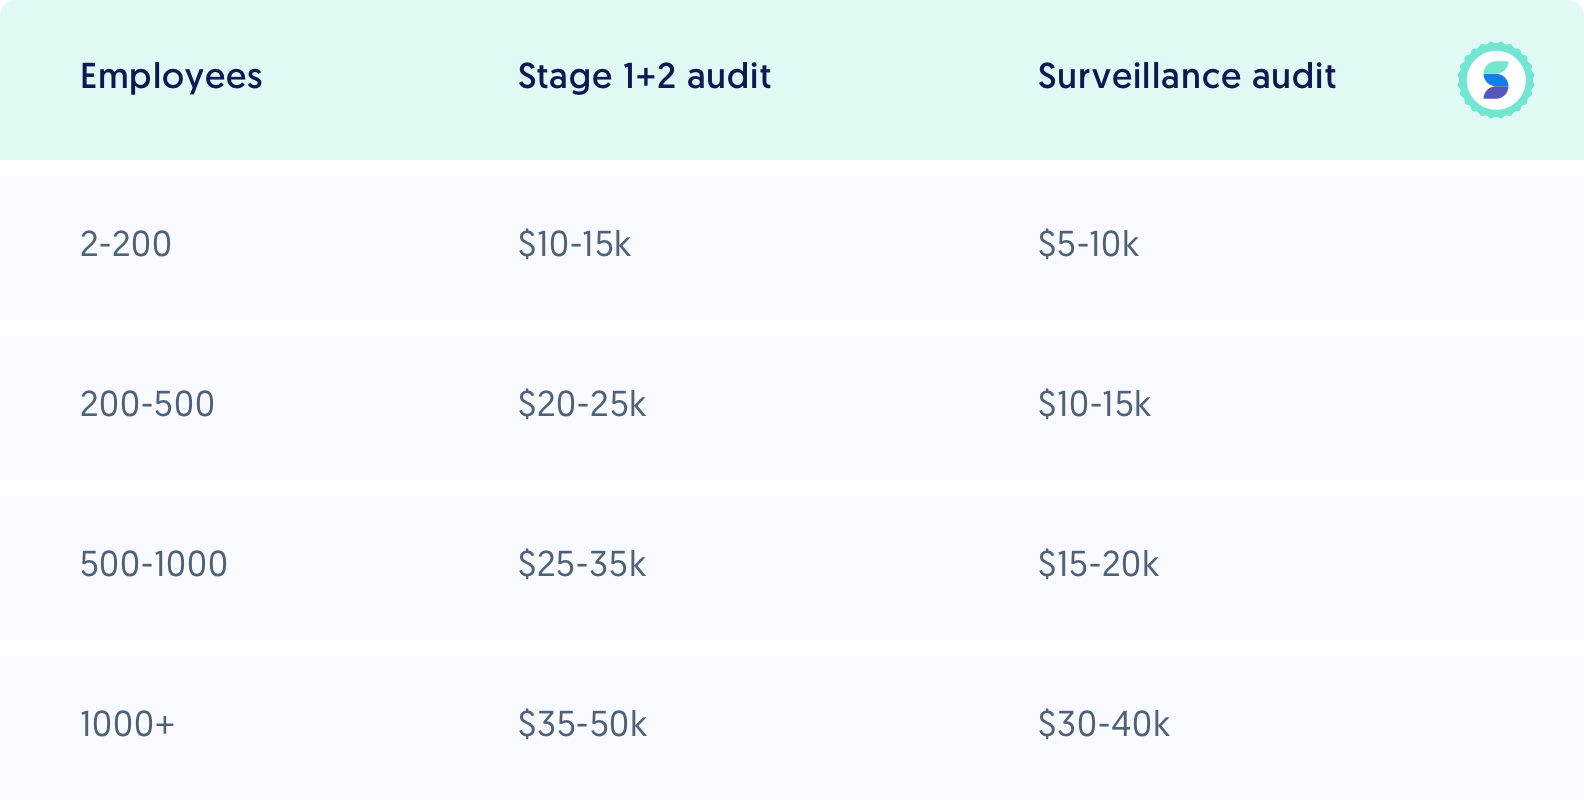 Employees Stage 1+2 audit Surveillance audit
2-200 $10-15k $5-10k
200-500 $20-25k $10-15k
500-1000 $25-35k $15-20k
1000+ $35-50k $30-40k